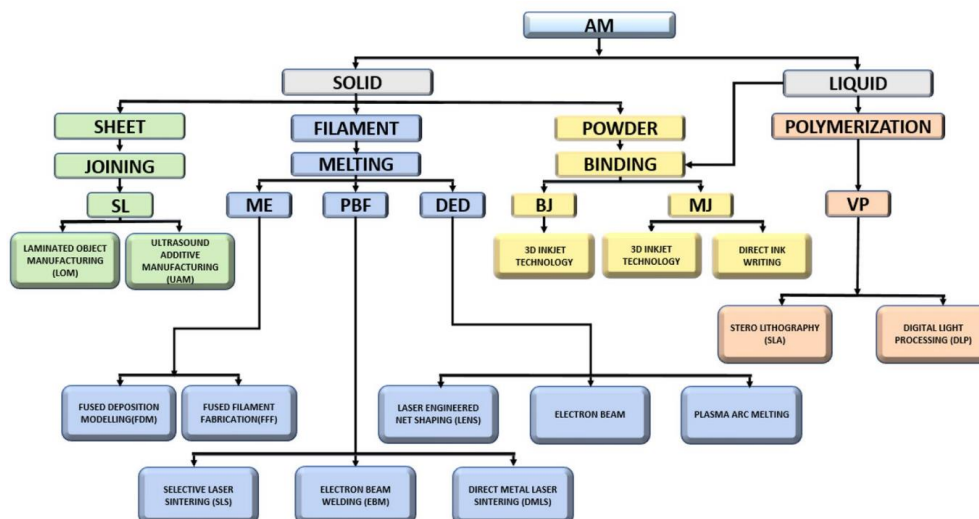 AM
SOLID
LIQUID
SHEET
FILAMENT
POWDER
POLYMERIZATION
JOINING
MELTING
BINDING
SL
ME
PBF
DED
BJ
MJ
VP
LAMINATED OBJECT
MANUFACTURING
(LOM)
ULTRASOUND
ADDITIVE
MANUFACTURING
(UAM)
3D INKJET
TECHNOLOGY
3D INKJET
TECHNOLOGY
DIRECT INK
WRITING
STERO LITHOGRAPHY
(SLA)
DIGITAL LIGHT
PROCESSING (DLP)
FUSED DEPOSITION
MODELLING(FDM)
FUSED FILAMENT
FABRICATION(FFF)
LASER ENGINEERED
NET SHAPING (LENS)
ELECTRON BEAM
PLASMA ARC MELTING
SELECTIVE LASER
SINTERING (SLS)
ELECTRON BEAM
WELDING (EBM)
DIRECT METAL LASER
SINTERING (DMLS)